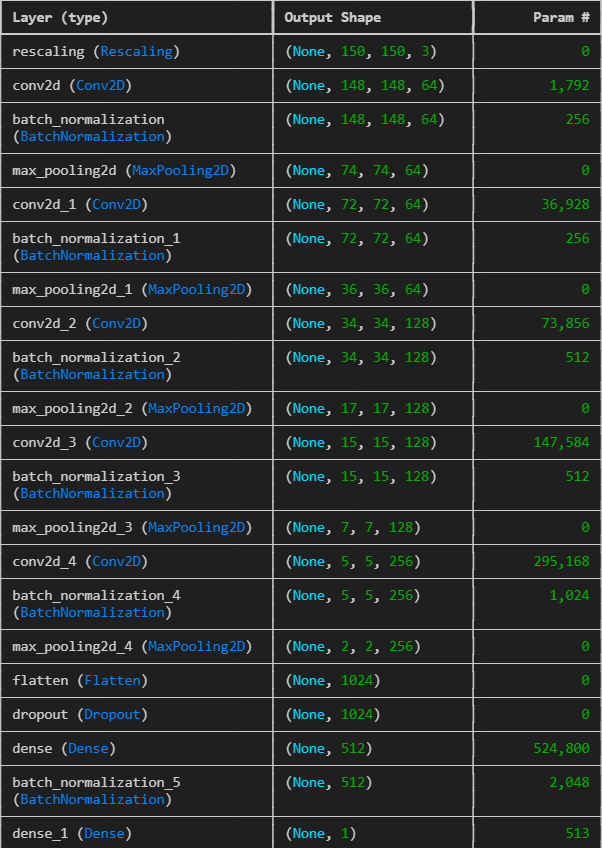 Layer (type) Output Shape Param #
rescaling (Rescaling) (None, 150, 150, 3) 0
conv2d (Conv2D) (None, 148, 148, 64) 1,792
batch_normalization (None, 148, 148, 64) 256
(BatchNormalization)
max_pooling2d (MaxPooling2D) (None, 74, 74, 64) 0
conv2d_1 (Conv2D) (None, 72, 72, 64) 36,928
batch_normalization_1 (None, 72, 72, 64) 256
(BatchNormalization)
max_pooling2d_1 (MaxPooling2D) (None, 36, 36, 64) 0
conv2d_2 (Conv2D) (None, 34, 34, 128) 73,856
batch_normalization_2 (None, 34, 34, 128) 512
(BatchNormalization)
max_pooling2d_2 (MaxPooling2D) (None, 17, 17, 128) 0
conv2d_3 (Conv2D) (None, 15, 15, 128) 147,584
batch_normalization_3 (None, 15, 15, 128) 512
(BatchNormalization)
max_pooling2d_3 (MaxPooling2D) (None, 7, 7, 128) 0
conv2d_4 (Conv2D) (None, 5, 5, 256) 295,168
batch_normalization_4 (None, 5, 5, 256) 1,024
(BatchNormalization)
max_pooling2d_4 (MaxPooling2D) (None, 2, 2, 256) 0
flatten (Flatten) (None, 1024) 0
dropout (Dropout) (None, 1024) 0
dense (Dense) (None, 512) 524,800
batch_normalization_5 (None, 512) 2,048
(BatchNormalization)
dense_1 (Dense) (None, 1) 513